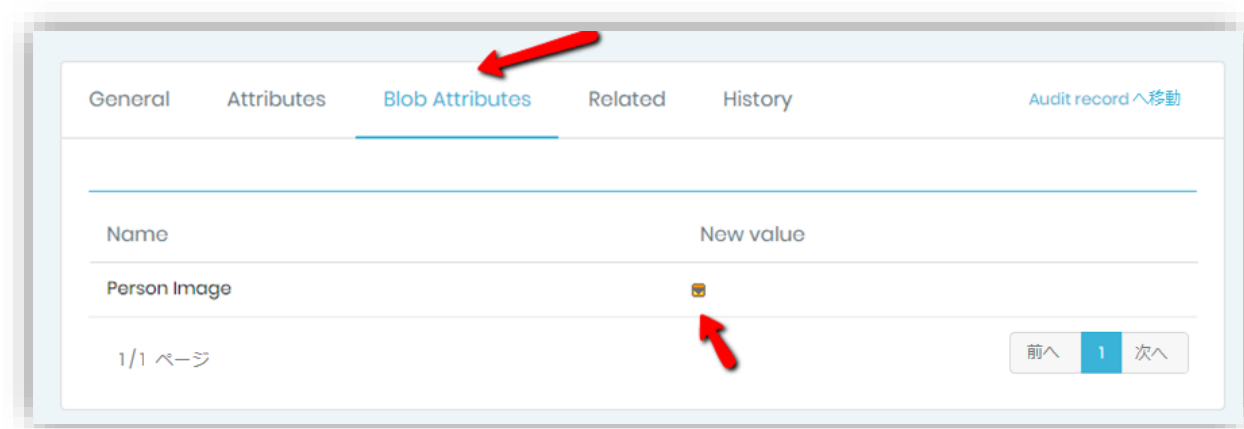 General Attributes Blob Attributes Related History Audit record へ移動
Name New value
Person Image
1/1 ページ 前へ 1 次へ